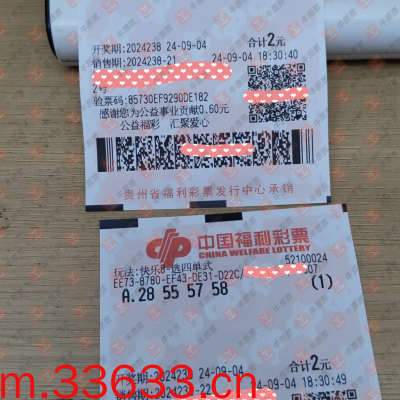 开奖期:2024238 24-09-04 合计2元
销售期:2024238-21 24-09-04 18:30:40
2号
验票码:85730EF9290DE182
感谢您为公益事业贡献0.60元
公益福彩 汇聚爱心
贵州省福利彩票发行中心承销
中国福利彩票
CHINA WELFARE LOTTERY
玩法:快乐8-选四单式 52100024
EE73-8780-EF43-DE31-D22C/ 07
A.28 55 57 58 (1)
开奖期:2024238 24-09-04 合计2元
24-09-04 18:30:49
m.33633.cn